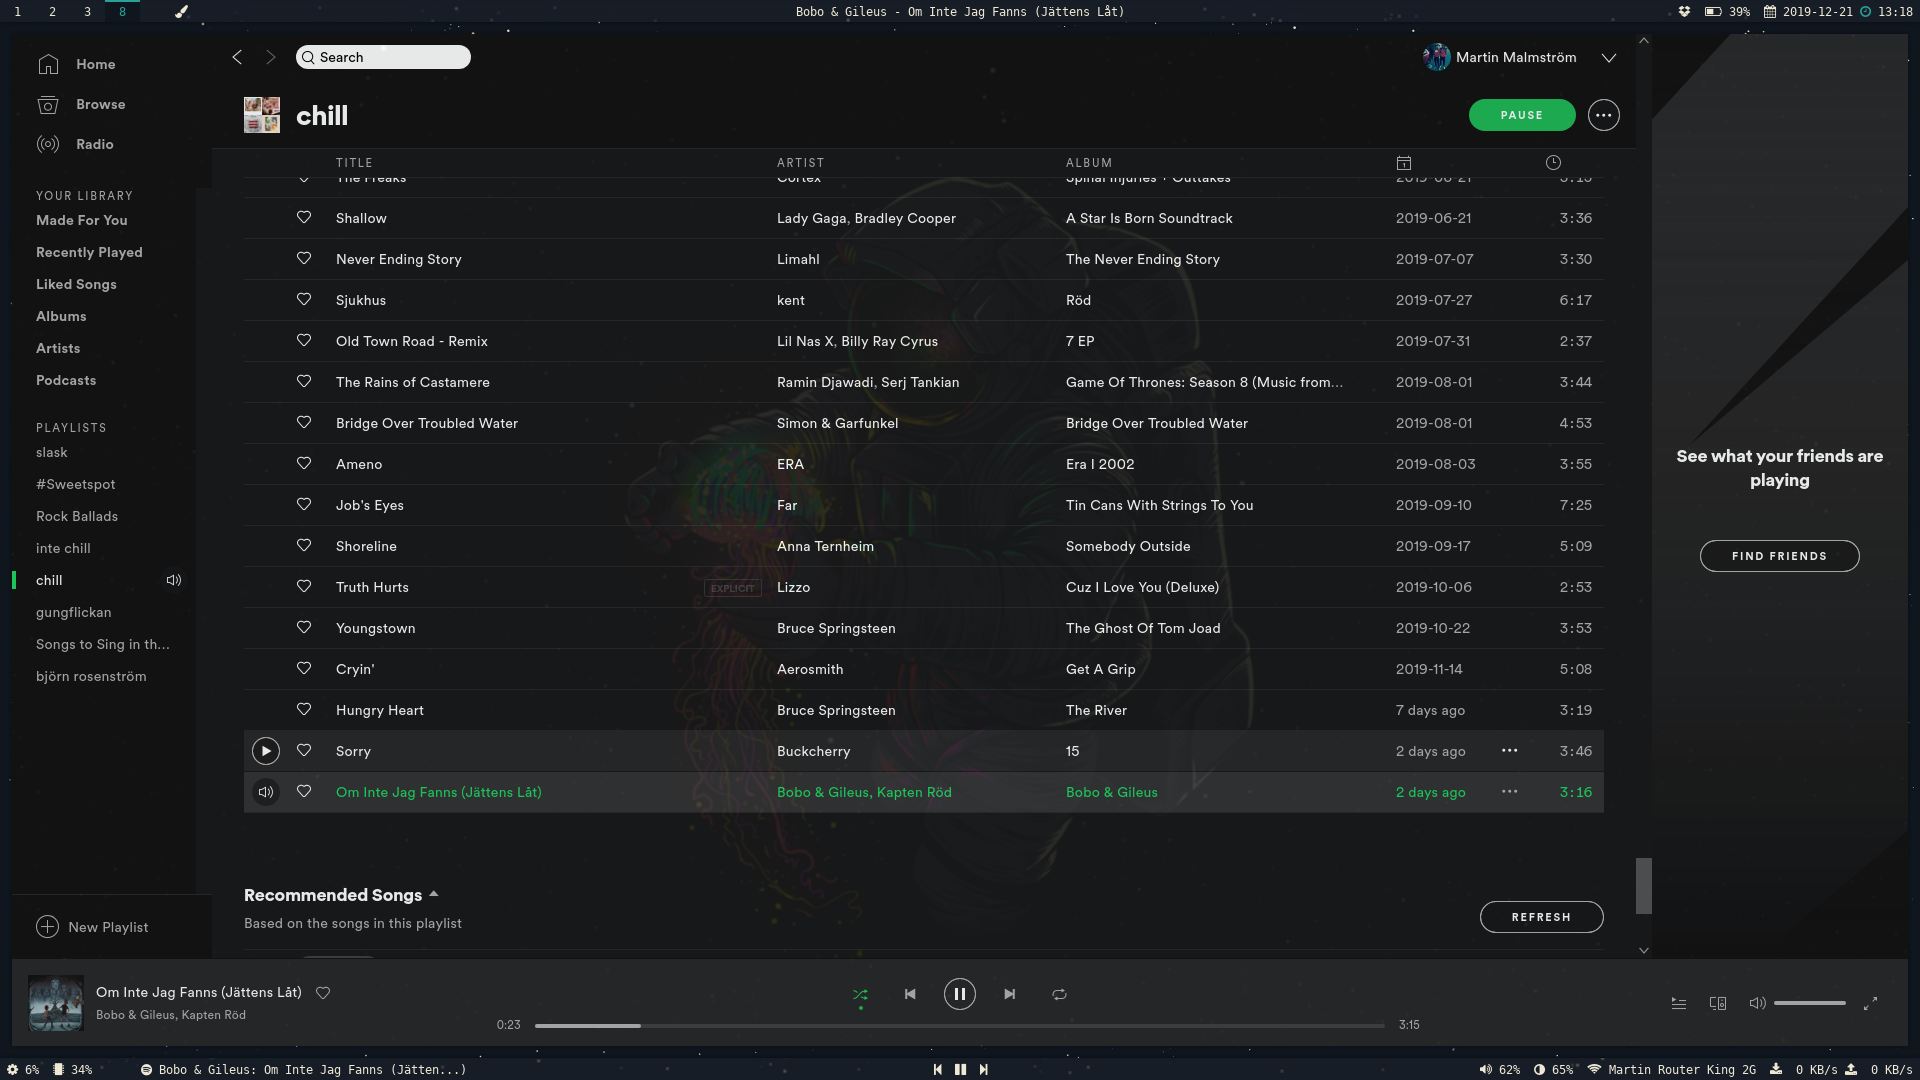 1 2 3 8 Bobo & Gileus - Om Inte Jag Fanns (Jättens Låt) 39% 2019-12-21 13:18
Home
Browse
Radio
YOUR LIBRARY
Made For You
Recently Played
Liked Songs
Albums
Artists
Podcasts
PLAYLISTS
slask
#Sweetspot
Rock Ballads
inte chill
chill
gungflickan
Songs to Sing in th...
björn rosenström
New Playlist
Search
Martin Malmström
chill
PAUSE
TITLE ARTIST ALBUM
The Freaks Cortex Spinal Injuries + Outtakes 2019-06-21 3:13
Shallow Lady Gaga, Bradley Cooper A Star Is Born Soundtrack 2019-06-21 3:36
Never Ending Story Limahl The Never Ending Story 2019-07-07 3:30
Sjukhus kent Röd 2019-07-27 6:17
Old Town Road - Remix Lil Nas X, Billy Ray Cyrus 7 EP 2019-07-31 2:37
The Rains of Castamere Ramin Djawadi, Serj Tankian Game Of Thrones: Season 8 (Music from... 2019-08-01 3:44
Bridge Over Troubled Water Simon & Garfunkel Bridge Over Troubled Water 2019-08-01 4:53
Ameno ERA Era I 2002 2019-08-03 3:55
Job's Eyes Far Tin Cans With Strings To You 2019-09-10 7:25
Shoreline Anna Ternheim Somebody Outside 2019-09-17 5:09
Truth Hurts EXPLICIT Lizzo Cuz I Love You (Deluxe) 2019-10-06 2:53
Youngstown Bruce Springsteen The Ghost Of Tom Joad 2019-10-22 3:53
Cryin' Aerosmith Get A Grip 2019-11-14 5:08
Hungry Heart Bruce Springsteen The River 7 days ago 3:19
Sorry Buckcherry 15 2 days ago 3:46
Om Inte Jag Fanns (Jättens Låt) Bobo & Gileus, Kapten Röd Bobo & Gileus 2 days ago 3:16
Recommended Songs
Based on the songs in this playlist
REFRESH
See what your friends are
playing
FIND FRIENDS
Om Inte Jag Fanns (Jättens Låt)
Bobo & Gileus, Kapten Röd
0:23 3:15
6% 34% Bobo & Gileus: Om Inte Jag Fanns (Jätten...) 62% 65% Martin Router King 2G 0 KB/s 0 KB/s